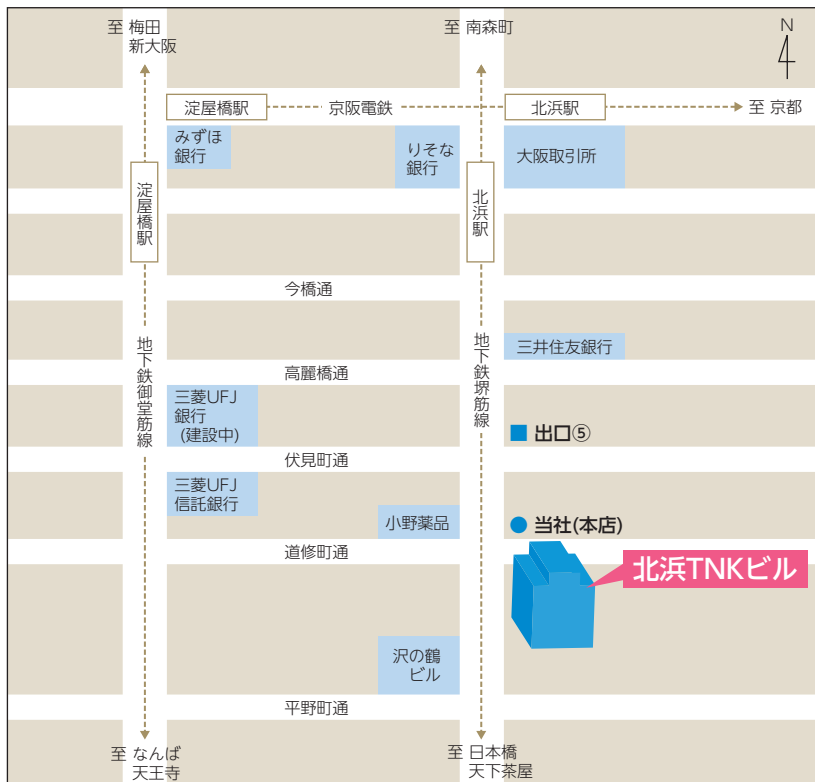 至 梅田
新大阪
至 南森町
N
淀屋橋駅
京阪電鉄
北浜駅
至 京都
みずほ
銀行
りそな
銀行
大阪取引所
淀屋橋駅
北浜駅
今橋通
三井住友銀行
地下鉄御堂筋線
地下鉄堺筋線
高麗橋通
三菱UFJ
銀行
(建設中)
出口⑤
伏見町通
三菱UFJ
信託銀行
小野薬品
当社(本店)
道修町通
北浜TNKビル
沢の鶴
ビル
平野町通
至 なんば
天王寺
至 日本橋
天下茶屋